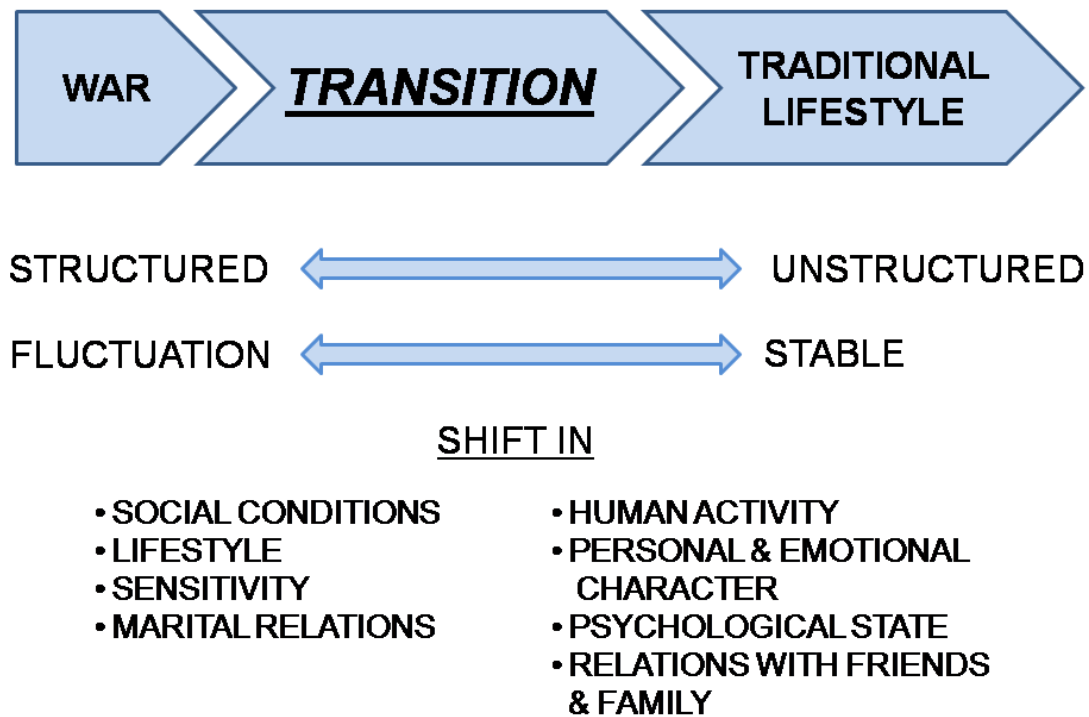 WAR
TRANSITION
TRADITIONAL
LIFESTYLE
STRUCTURED
UNSTRUCTURED
FLUCTUATION
STABLE
SHIFT IN
• SOCIAL CONDITIONS
• LIFESTYLE
• SENSITIVITY
• MARITAL RELATIONS
• HUMAN ACTIVITY
• PERSONAL & EMOTIONAL
CHARACTER
• PSYCHOLOGICAL STATE
• RELATIONS WITH FRIENDS
& FAMILY